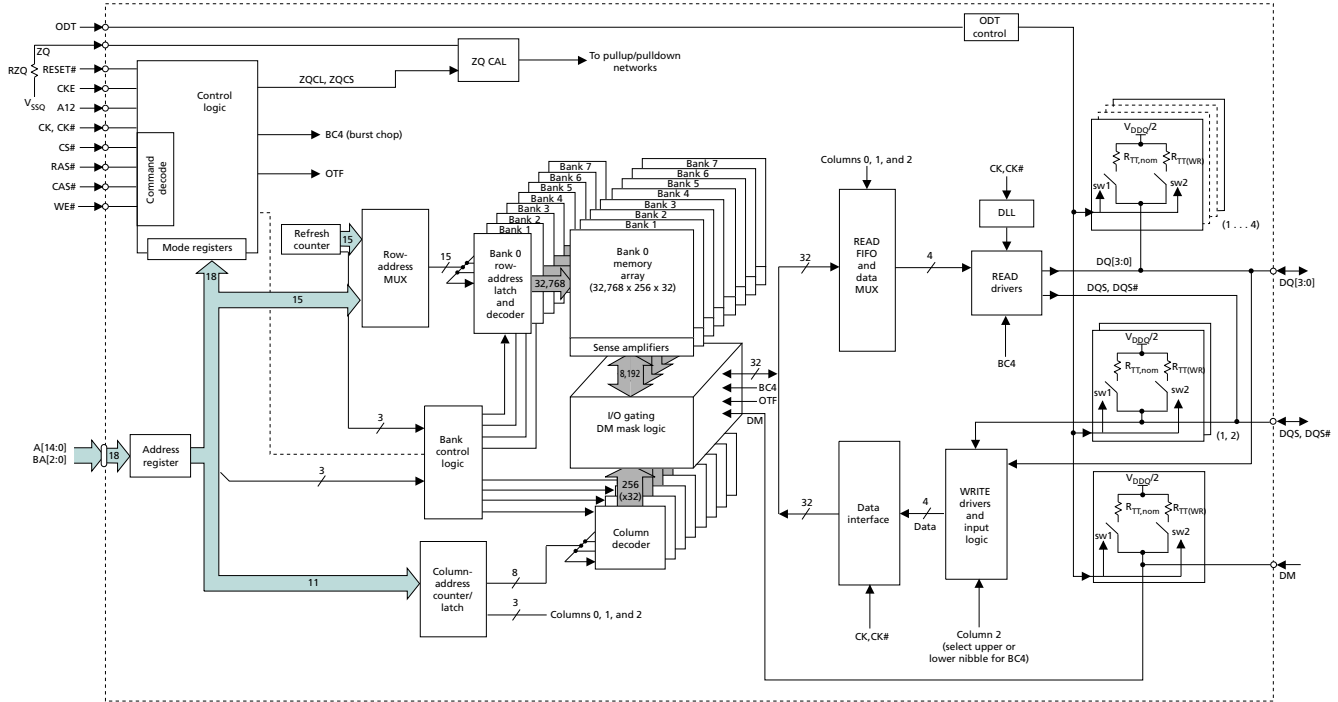 ODT
ODT
control
ZQ
RZQ
VSSQ
RESET#
CKE
A12
CK, CK#
CS#
RAS#
CAS#
WE#
Control
logic
Command
decode
Mode registers
ZQCL, ZQCS
ZQ CAL
To pullup/pulldown
networks
BC4 (burst chop)
OTF
Refresh
counter
15
Row-
address
MUX
15
18
15
Bank 7
Bank 6
Bank 5
Bank 4
Bank 3
Bank 2
Bank 1
Bank 0
row-
address
latch
and
decoder
32,768
Bank 7
Bank 6
Bank 5
Bank 4
Bank 3
Bank 2
Bank 1
Bank 0
memory
array
(32,768 x 256 x 32)
Sense amplifiers
8,192
I/O gating
DM mask logic
32
BC4
OTF
DM
256
(x32)
Column
decoder
3
Bank
control
logic
3
A[14:0]
BA[2:0]
18
Address
register
11
Column-
address
counter/
latch
8
3
Columns 0, 1, and 2
Columns 0, 1, and 2
32
READ
FIFO
and
data
MUX
4
CK,CK#
DLL
READ
drivers
BC4
DQ[3:0]
DQS, DQS#
32
Data
interface
4
Data
CK,CK#
WRITE
drivers
and
input
logic
Column 2
(select upper or
lower nibble for BC4)
VDDQ/2
RTT,nom
RTT(WR)
sw1
sw2
(1 . . . 4)
DQ[3:0]
VDDQ/2
RTT,nom
RTT(WR)
sw1
sw2
(1, 2)
DQS, DQS#
VDDQ/2
RTT,nom
RTT(WR)
sw1
sw2
DM